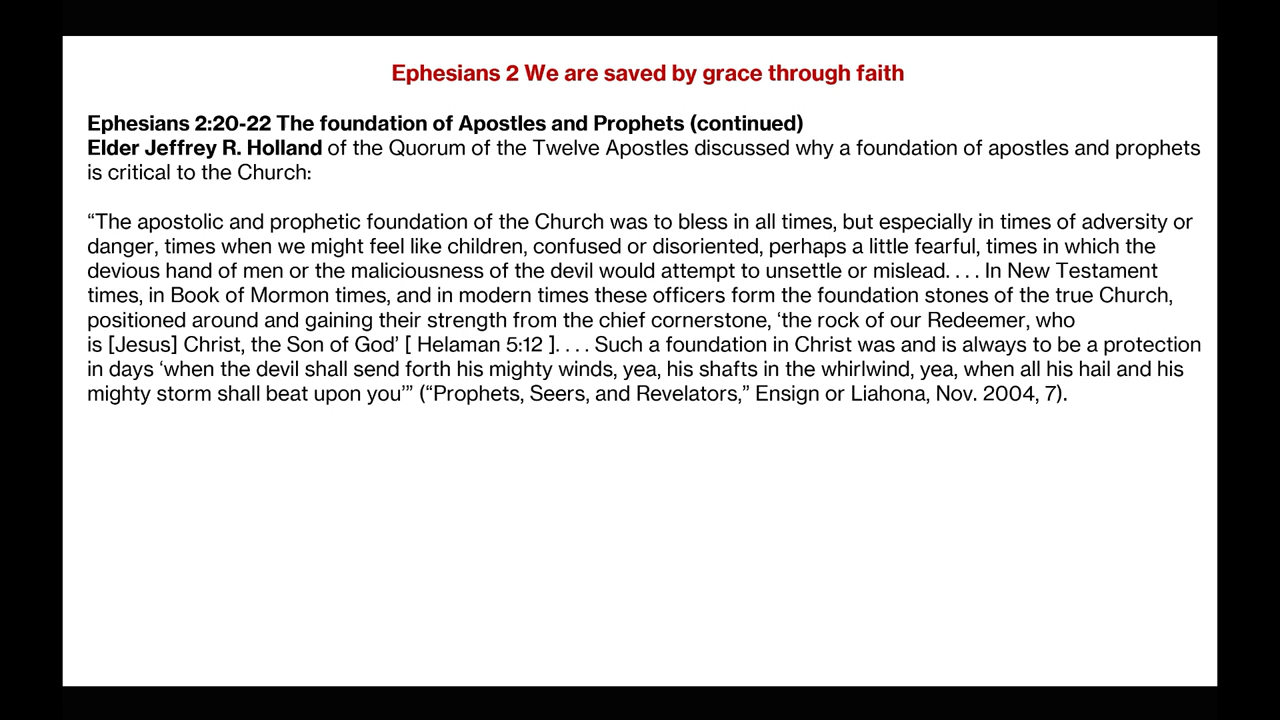 Ephesians 2 We are saved by grace through faith
Ephesians 2:20-22 The foundation of Apostles and Prophets (continued)
Elder Jeffrey R. Holland of the Quorum of the Twelve Apostles discussed why a foundation of apostles and prophets
is critical to the Church:
“The apostolic and prophetic foundation of the Church was to bless in all times, but especially in times of adversity or
danger, times when we might feel like children, confused or disoriented, perhaps a little fearful, times in which the
devious hand of men or the maliciousness of the devil would attempt to unsettle or mislead. . . . In New Testament
times, in Book of Mormon times, and in modern times these officers form the foundation stones of the true Church,
positioned around and gaining their strength from the chief cornerstone, ‘the rock of our Redeemer, who
is [Jesus] Christ, the Son of God’ [ Helaman 5:12 ]. . . . Such a foundation in Christ was and is always to be a protection
in days ‘when the devil shall send forth his mighty winds, yea, his shafts in the whirlwind, yea, when all his hail and his
mighty storm shall beat upon you’” (“Prophets, Seers, and Revelators,” Ensign or Liahona, Nov. 2004, 7).